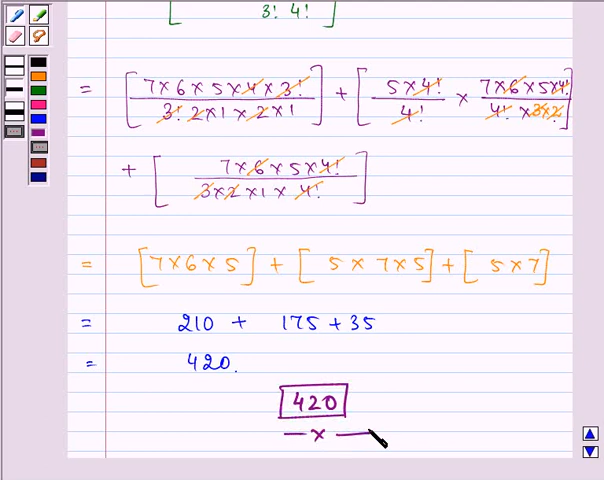 [ 3! 4! ]
= [ 7×6×5×4×3! / 3! 2×1×2×1 ] + [ 5×4! / 4! × 7×6×5×4! / 4! ×3×2 ]
+ [ 7×6×5×4! / 3×2×1× 4! ]
= [7×6×5] + [ 5×7×5] + [ 5×7]
= 210 + 175 + 35
= 420.
420
— × —